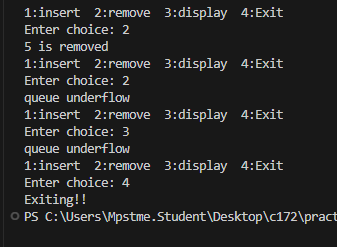 1:insert  2:remove  3:display  4:Exit
Enter choice: 2
5 is removed
1:insert  2:remove  3:display  4:Exit
Enter choice: 2
queue underflow
1:insert  2:remove  3:display  4:Exit
Enter choice: 3
queue underflow
1:insert  2:remove  3:display  4:Exit
Enter choice: 4
Exiting!!
PS C:\Users\Mpstme.Student\Desktop\c172\pract